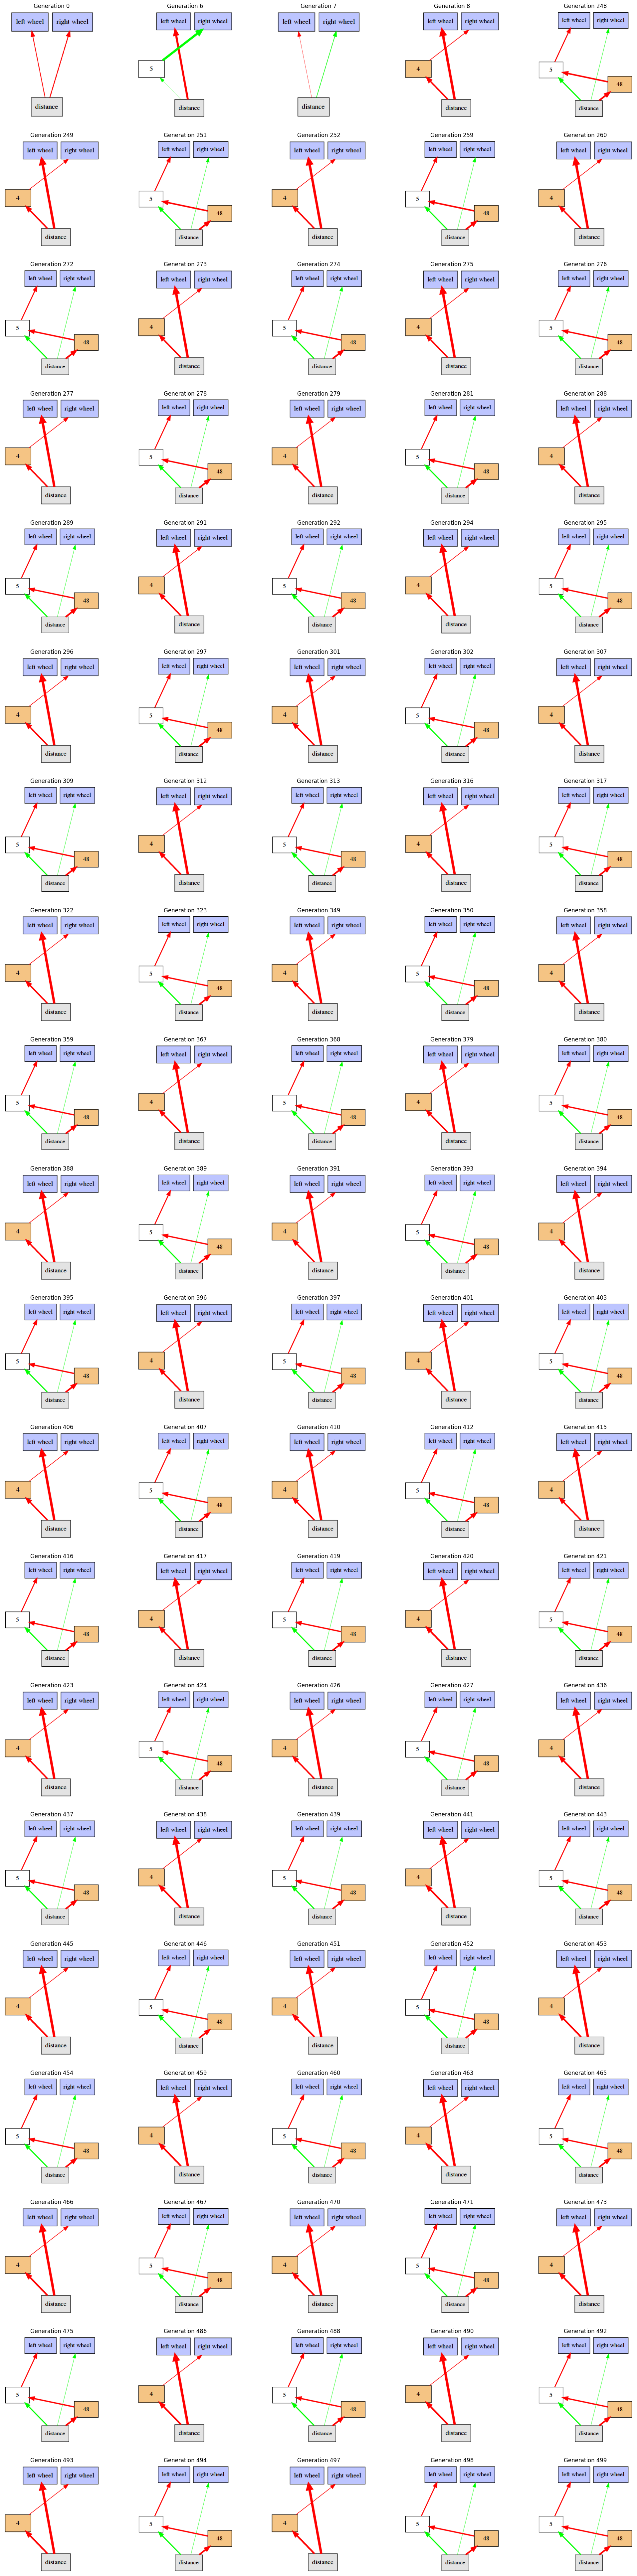 Generation 0 Generation 6 Generation 7 Generation 8 Generation 248
left wheel right wheel left wheel right wheel left wheel right wheel left wheel right wheel left wheel right wheel
5 4 5
48
distance distance distance distance distance
Generation 249 Generation 251 Generation 252 Generation 259 Generation 260
left wheel right wheel left wheel right wheel left wheel right wheel left wheel right wheel left wheel right wheel
4 5 4 5 4
48 48
distance distance distance distance distance
Generation 272 Generation 273 Generation 274 Generation 275 Generation 276
left wheel right wheel left wheel right wheel left wheel right wheel left wheel right wheel left wheel right wheel
5 4 5 4 5
48 48 48
distance distance distance distance distance
Generation 277 Generation 278 Generation 279 Generation 281 Generation 288
left wheel right wheel left wheel right wheel left wheel right wheel left wheel right wheel left wheel right wheel
4 5 4 5 4
48 48
distance distance distance distance distance
Generation 289 Generation 291 Generation 292 Generation 294 Generation 295
left wheel right wheel left wheel right wheel left wheel right wheel left wheel right wheel left wheel right wheel
5 4 5 4 5
48 48 48
distance distance distance distance distance
Generation 296 Generation 297 Generation 301 Generation 302 Generation 307
left wheel right wheel left wheel right wheel left wheel right wheel left wheel right wheel left wheel right wheel
4 5 4 5 4
48 48
distance distance distance distance distance
Generation 309 Generation 312 Generation 313 Generation 316 Generation 317
left wheel right wheel left wheel right wheel left wheel right wheel left wheel right wheel left wheel right wheel
5 4 5 4 5
48 48 48
distance distance distance distance distance
Generation 322 Generation 323 Generation 349 Generation 350 Generation 358
left wheel right wheel left wheel right wheel left wheel right wheel left wheel right wheel left wheel right wheel
4 5 4 5 4
48 48
distance distance distance distance distance
Generation 359 Generation 367 Generation 368 Generation 379 Generation 380
left wheel right wheel left wheel right wheel left wheel right wheel left wheel right wheel left wheel right wheel
5 4 5 4 5
48 48 48
distance distance distance distance distance
Generation 388 Generation 389 Generation 391 Generation 393 Generation 394
left wheel right wheel left wheel right wheel left wheel right wheel left wheel right wheel left wheel right wheel
4 5 4 5 4
48 48
distance distance distance distance distance
Generation 395 Generation 396 Generation 397 Generation 401 Generation 403
left wheel right wheel left wheel right wheel left wheel right wheel left wheel right wheel left wheel right wheel
5 4 5 4 5
48 48 48
distance distance distance distance distance
Generation 406 Generation 407 Generation 410 Generation 412 Generation 415
left wheel right wheel left wheel right wheel left wheel right wheel left wheel right wheel left wheel right wheel
4 5 4 5 4
48 48
distance distance distance distance distance
Generation 416 Generation 417 Generation 419 Generation 420 Generation 421
left wheel right wheel left wheel right wheel left wheel right wheel left wheel right wheel left wheel right wheel
5 4 5 4 5
48 48 48
distance distance distance distance distance
Generation 423 Generation 424 Generation 426 Generation 427 Generation 436
left wheel right wheel left wheel right wheel left wheel right wheel left wheel right wheel left wheel right wheel
4 5 4 5 4
48 48
distance distance distance distance distance
Generation 437 Generation 438 Generation 439 Generation 441 Generation 443
left wheel right wheel left wheel right wheel left wheel right wheel left wheel right wheel left wheel right wheel
5 4 5 4 5
48 48 48
distance distance distance distance distance
Generation 445 Generation 446 Generation 451 Generation 452 Generation 453
left wheel right wheel left wheel right wheel left wheel right wheel left wheel right wheel left wheel right wheel
4 5 4 5 4
48 48
distance distance distance distance distance
Generation 454 Generation 459 Generation 460 Generation 463 Generation 465
left wheel right wheel left wheel right wheel left wheel right wheel left wheel right wheel left wheel right wheel
5 4 5 4 5
48 48 48
distance distance distance distance distance
Generation 466 Generation 467 Generation 470 Generation 471 Generation 473
left wheel right wheel left wheel right wheel left wheel right wheel left wheel right wheel left wheel right wheel
4 5 4 5 4
48 48
distance distance distance distance distance
Generation 475 Generation 486 Generation 488 Generation 490 Generation 492
left wheel right wheel left wheel right wheel left wheel right wheel left wheel right wheel left wheel right wheel
5 4 5 4 5
48 48 48
distance distance distance distance distance
Generation 493 Generation 494 Generation 497 Generation 498 Generation 499
left wheel right wheel left wheel right wheel left wheel right wheel left wheel right wheel left wheel right wheel
4 5 4 5 5
48 48 48
distance distance distance distance distance